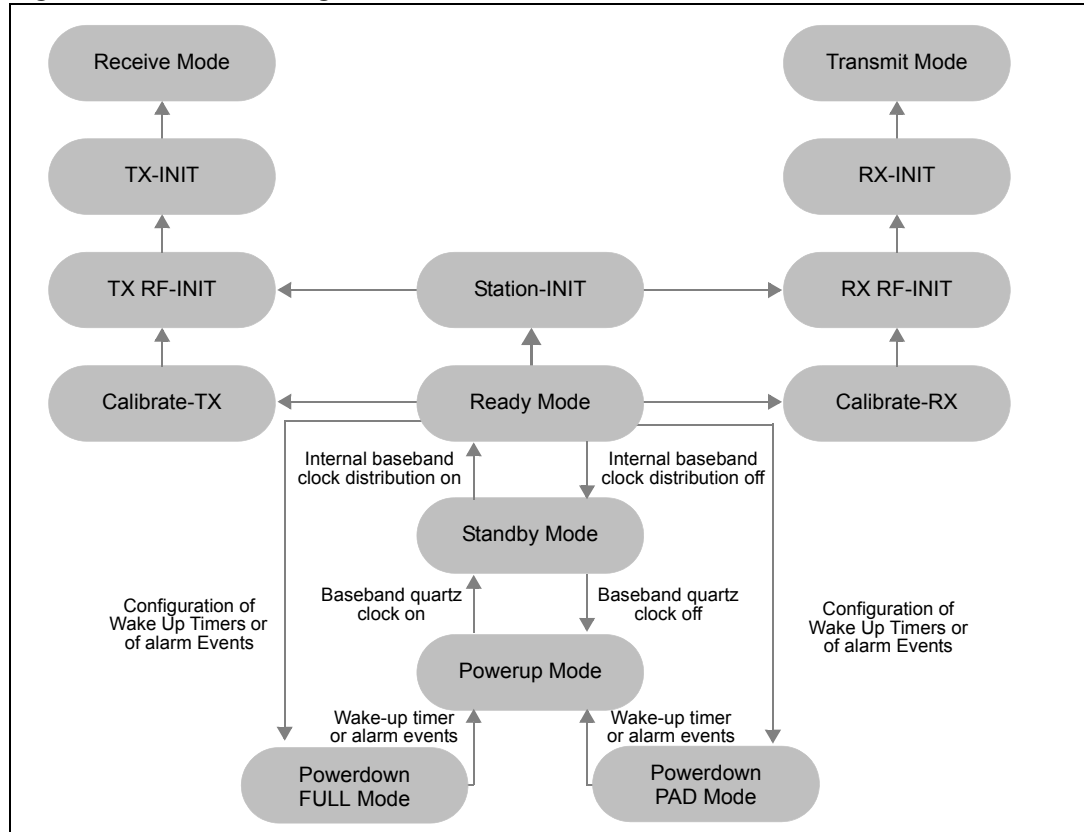 Receive Mode
Transmit Mode
TX-INIT
RX-INIT
TX RF-INIT
Station-INIT
RX RF-INIT
Calibrate-TX
Ready Mode
Calibrate-RX
Internal baseband
clock distribution on
Internal baseband
clock distribution off
Standby Mode
Configuration of
Wake Up Timers or
of alarm Events
Baseband quartz
clock on
Baseband quartz
clock off
Configuration of
Wake Up Timers or
of alarm Events
Powerup Mode
Wake-up timer
or alarm events
Wake-up timer
or alarm events
Powerdown
FULL Mode
Powerdown
PAD Mode